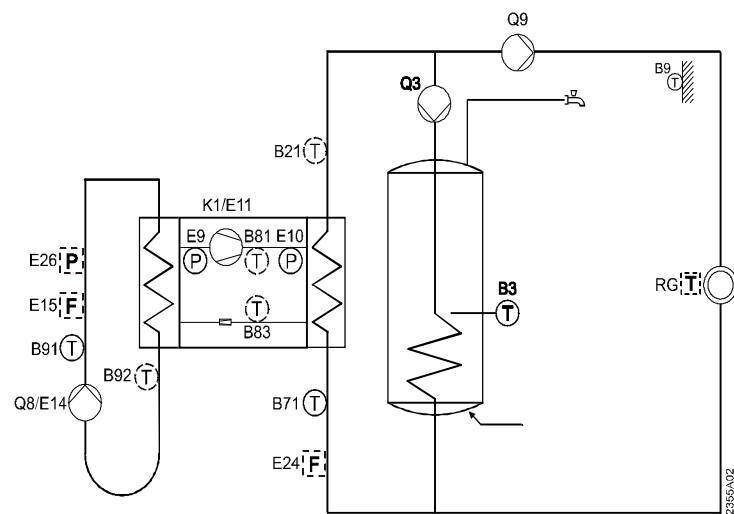 Q9
Q3
B9
T
B21 T
K1/E11
E9 B81 E10
P T P
E26 P
E15 F
T
B83
B3
T
RG T
B91 T
B92 T
Q8/E14
B71 T
E24 F
2355A02